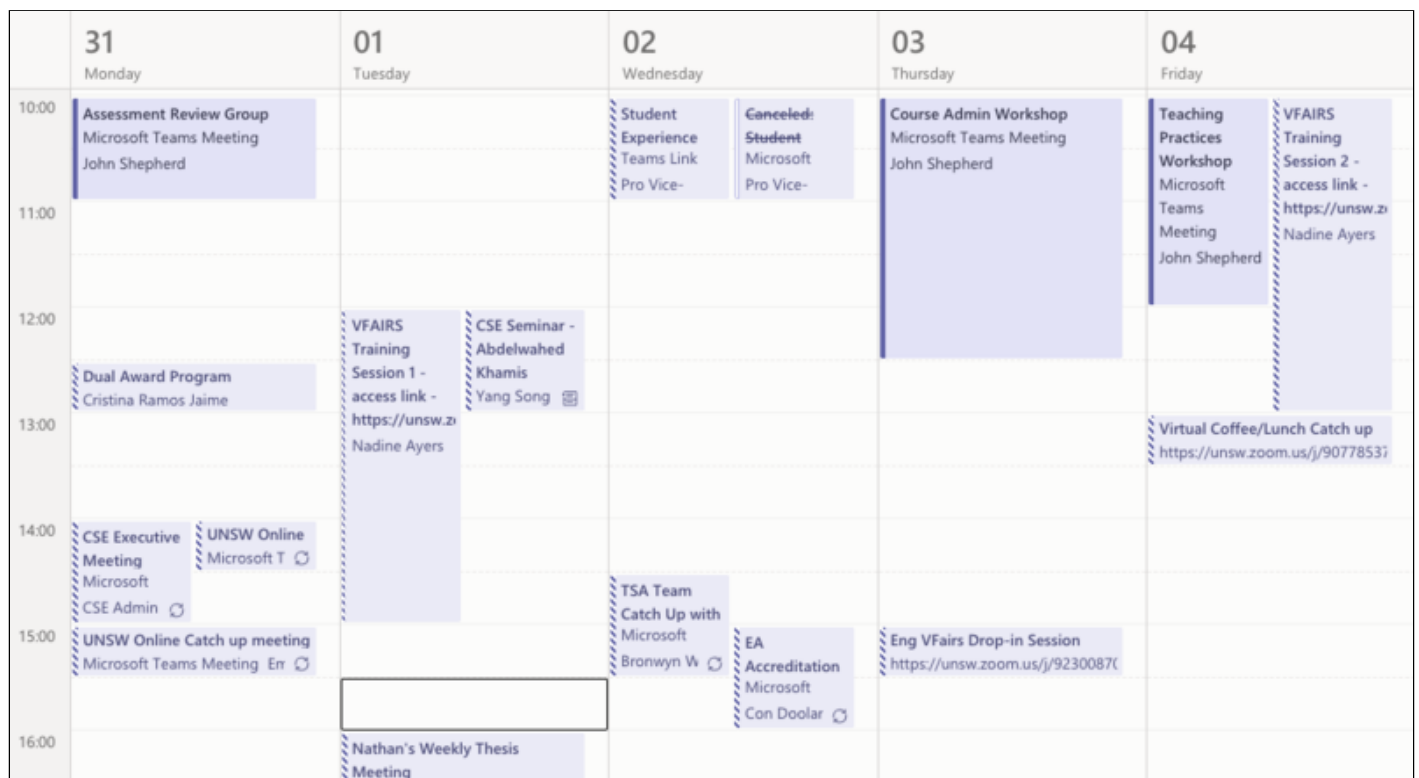 31
Monday
01
Tuesday
02
Wednesday
03
Thursday
04
Friday
10:00
11:00
12:00
13:00
14:00
15:00
16:00
Assessment Review Group
Microsoft Teams Meeting
John Shepherd
Dual Award Program
Cristina Ramos Jaime
CSE Executive
Meeting
Microsoft
CSE Admin
UNSW Online
Microsoft T
UNSW Online Catch up meeting
Microsoft Teams Meeting Em
VFAIRS
Training
Session 1 -
access link -
https://unsw.z
Nadine Ayers
CSE Seminar -
Abdelwahed
Khamis
Yang Song
Nathan's Weekly Thesis
Meeting
Student
Experience
Teams Link
Pro Vice-
Canceled:
Student
Microsoft
Pro Vice-
TSA Team
Catch Up with
Microsoft
Bronwyn W
EA
Accreditation
Microsoft
Con Doolar
Course Admin Workshop
Microsoft Teams Meeting
John Shepherd
Eng VFairs Drop-in Session
https://unsw.zoom.us/j/9230087(
Teaching
Practices
Workshop
Microsoft
Teams
Meeting
John Shepherd
VFAIRS
Training
Session 2 -
access link -
https://unsw.z
Nadine Ayers
Virtual Coffee/Lunch Catch up
https://unsw.zoom.us/j/90778537